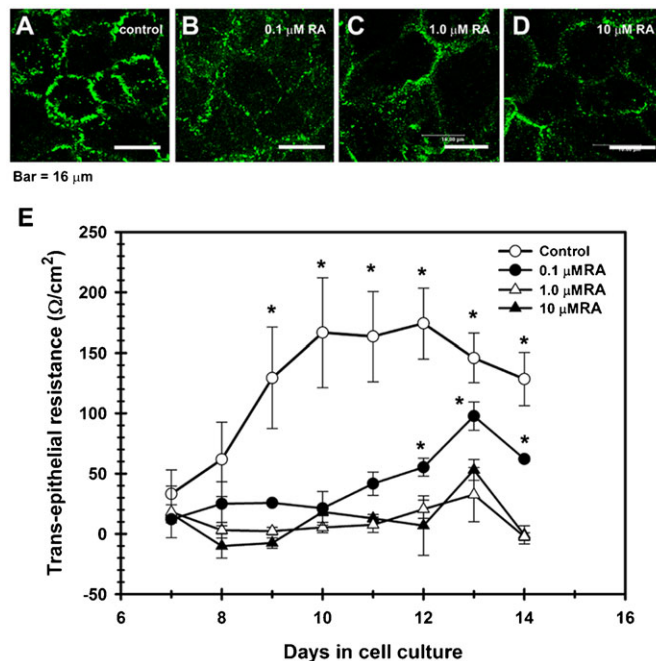 A control B 0.1 μM RA C 1.0 μM RA D 10 μM RA
Bar = 16 μm
E
250
200
150
100
50
0
-50
Trans-epithelial resistance (Ω/cm²)
* * * * * *
* * *
Control
0.1 μMRA
1.0 μMRA
10 μMRA
6 8 10 12 14 16
Days in cell culture